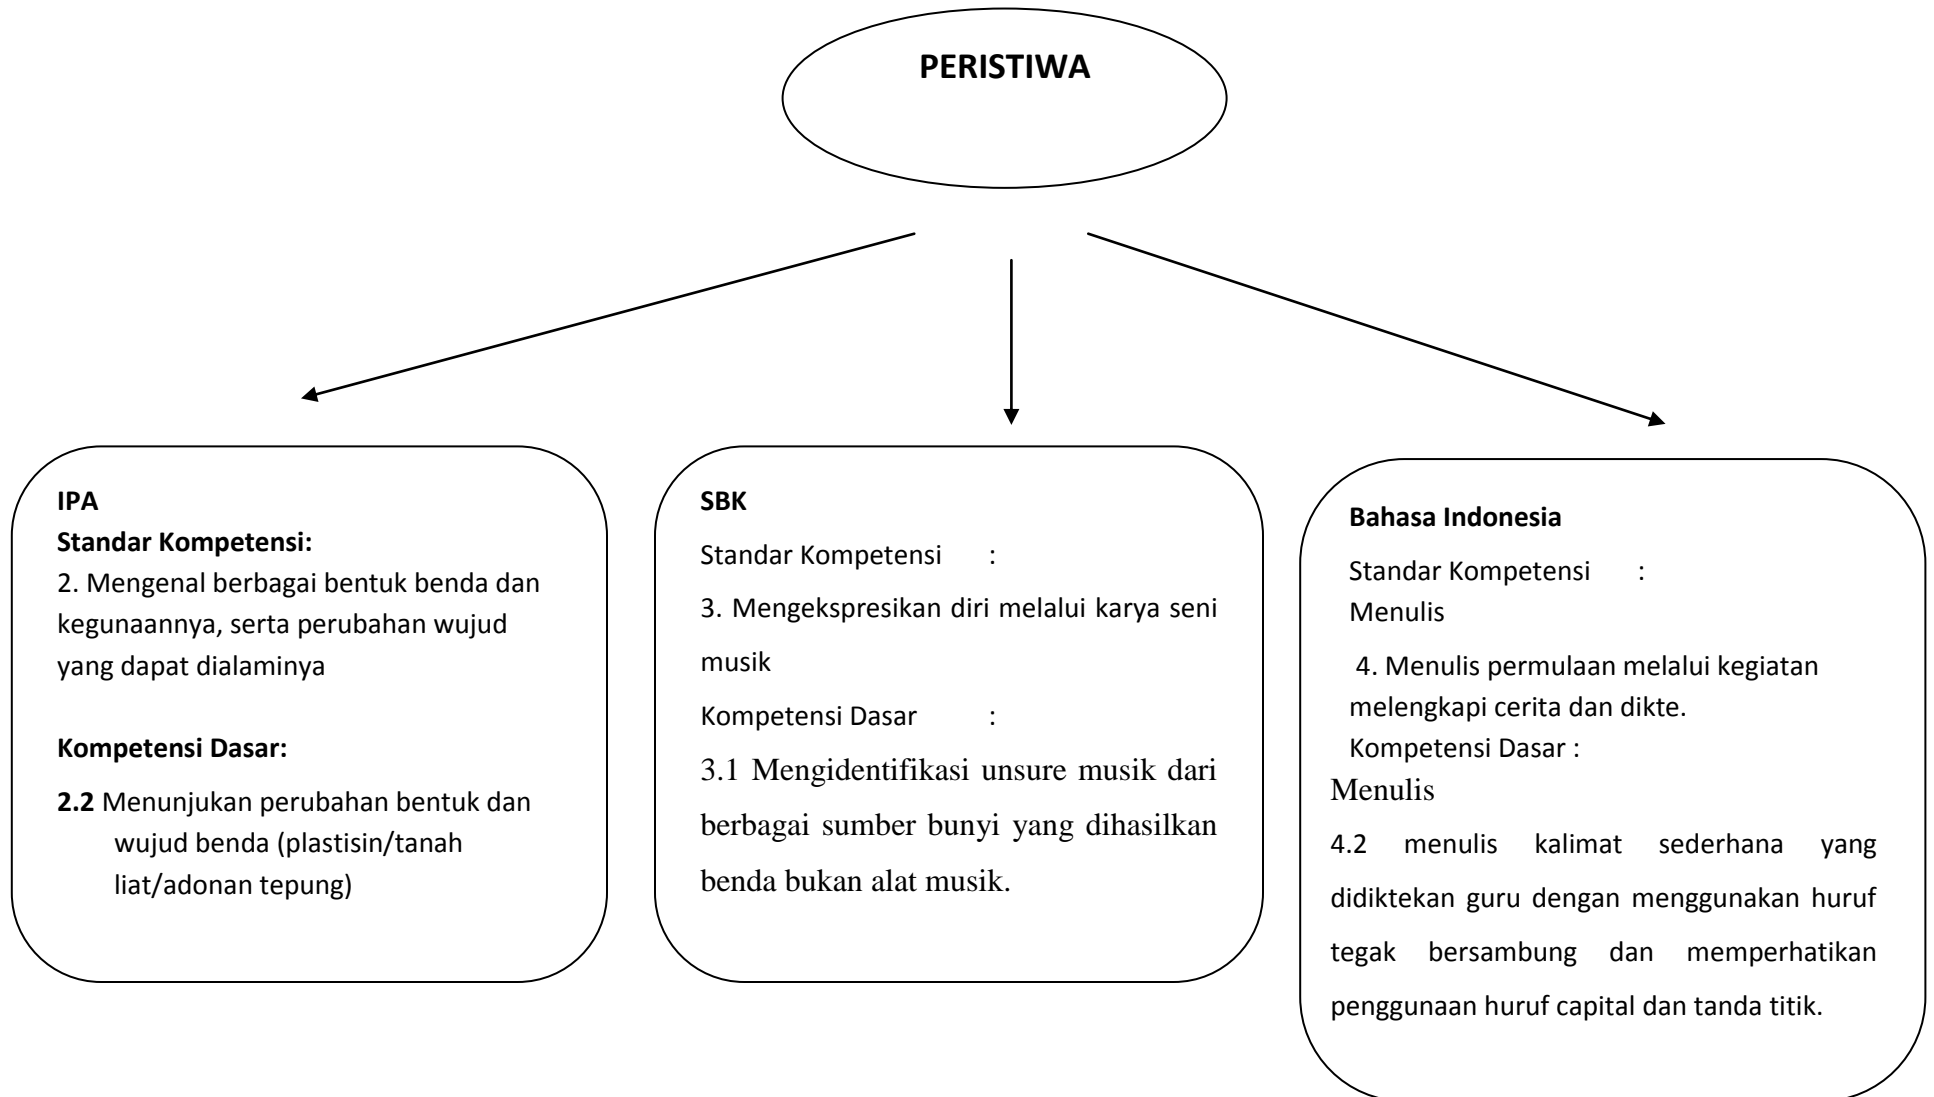 PERISTIWA
IPA
Standar Kompetensi:
2. Mengenal berbagai bentuk benda dan
kegunaannya, serta perubahan wujud
yang dapat dialaminya
Kompetensi Dasar:
2.2 Menunjukan perubahan bentuk dan
wujud benda (plastisin/tanah
liat/adonan tepung)
SBK
Standar Kompetensi :
3. Mengekspresikan diri melalui karya seni
musik
Kompetensi Dasar :
3.1 Mengidentifikasi unsure musik dari
berbagai sumber bunyi yang dihasilkan
benda bukan alat musik.
Bahasa Indonesia
Standar Kompetensi :
Menulis
4. Menulis permulaan melalui kegiatan
melengkapi cerita dan dikte.
Kompetensi Dasar :
Menulis
4.2 menulis kalimat sederhana yang
didiktekan guru dengan menggunakan huruf
tegak bersambung dan memperhatikan
penggunaan huruf capital dan tanda titik.